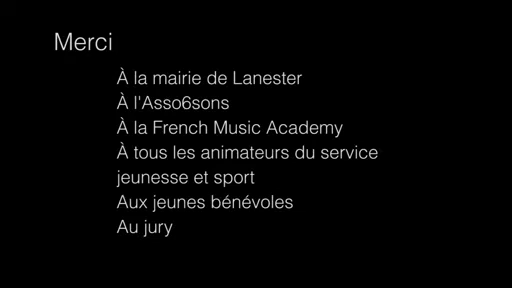 Merci
À la mairie de Lanester
À l'Asso6sons
À la French Music Academy
À tous les animateurs du service
jeunesse et sport
Aux jeunes bénévoles
Au jury